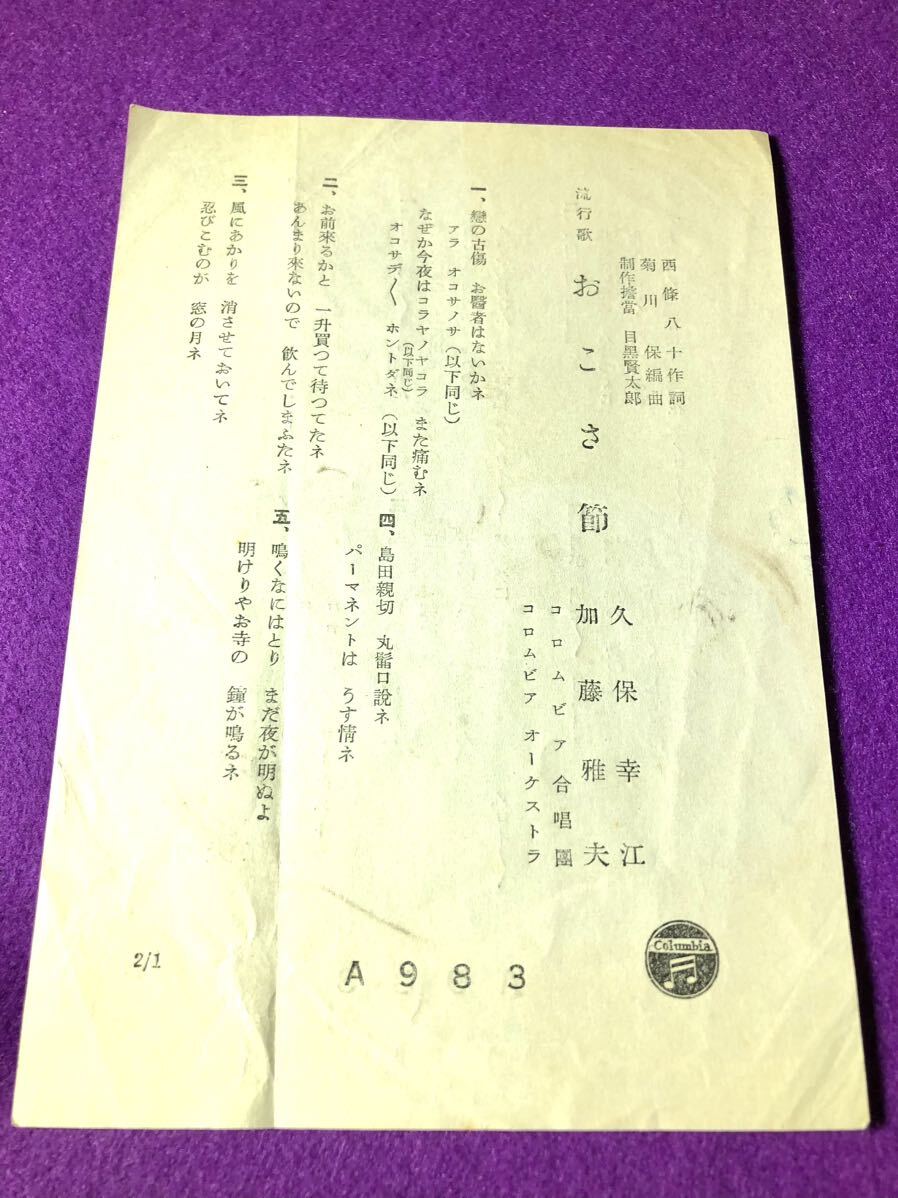 西條八十作詞
菊川保編曲
制作擔當 目黑賢太郎
流行歌 おこさ節
久保幸江
加藤雅夫
コロムビア合唱團
コロムビアオーケストラ
一、戀の古傷 お醫者はないかネ
アラ オコサノサ(以下同じ)
なぜか今夜はコラヤノヤコラ(以下同じ) また痛むネ
オコサデ〱 ホントダネ(以下同じ)
二、お前來るかと 一升買つて待つてたネ
あんまり來ないので 飮んでしまふたネ
三、風にあかりを 消させておいてネ
忍びこむのが 窓の月ネ
四、島田親切 丸髷口說ネ
パーマネントは うす情ネ
五、鳴くなにはとり まだ夜が明ぬよ
明けりやお寺の 鐘が鳴るネ
2/1
A983
Columbia